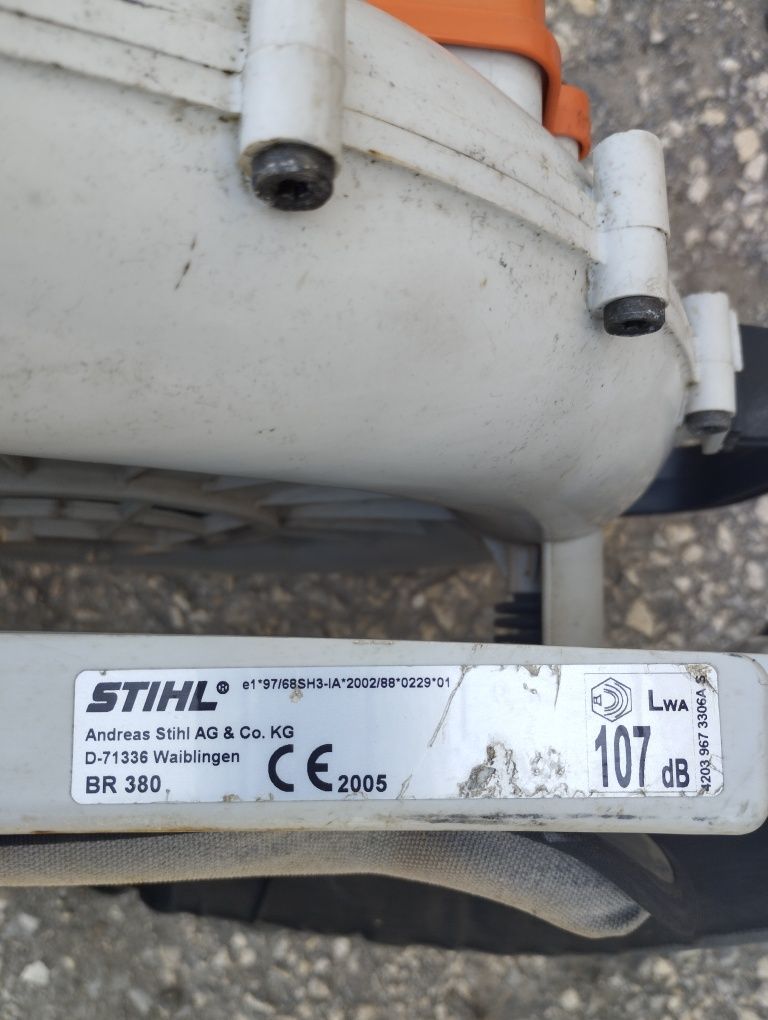 STIHL® e1*97/68SH3-IA*2002/88*0229*01
Andreas Stihl AG & Co. KG
D-71336 Waiblingen
BR 380 CE 2005
LWA
107 dB
4203 967 3306A S